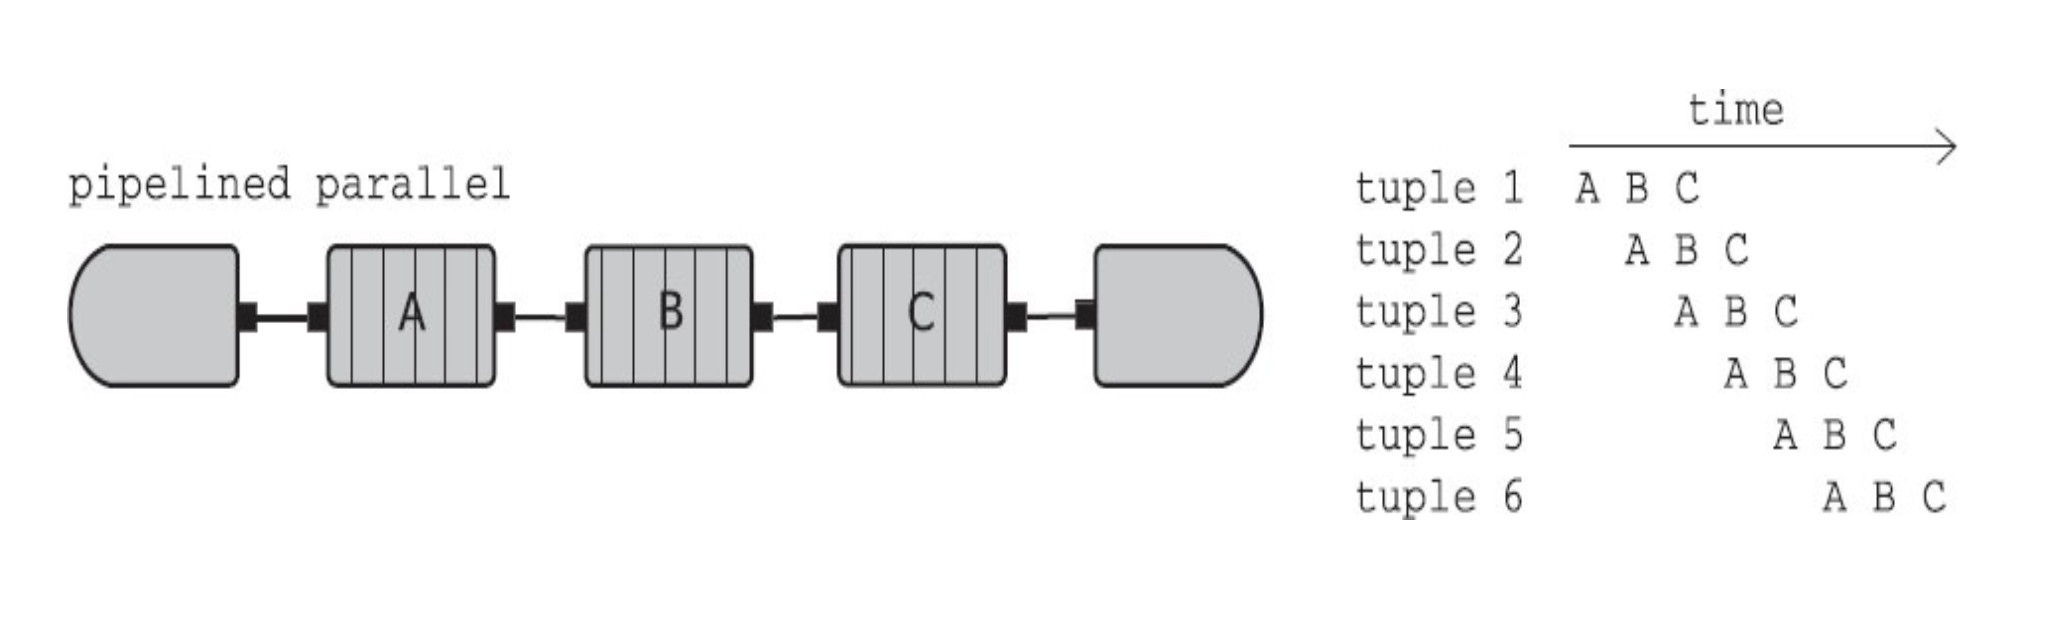 pipelined parallel
A B C
time
tuple 1 A B C
tuple 2 A B C
tuple 3 A B C
tuple 4 A B C
tuple 5 A B C
tuple 6 A B C